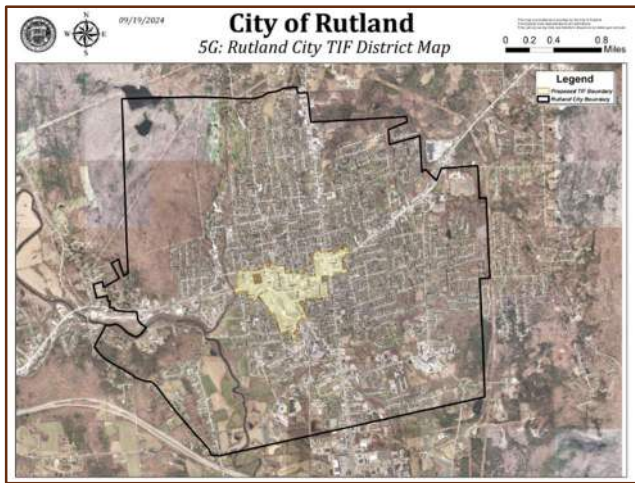 09/19/2024
City of Rutland
5G: Rutland City TIF District Map
N
W
E
S
0 0.2 0.4 0.8
Miles
Legend
Proposed TIF Boundary
Rutland City Boundary